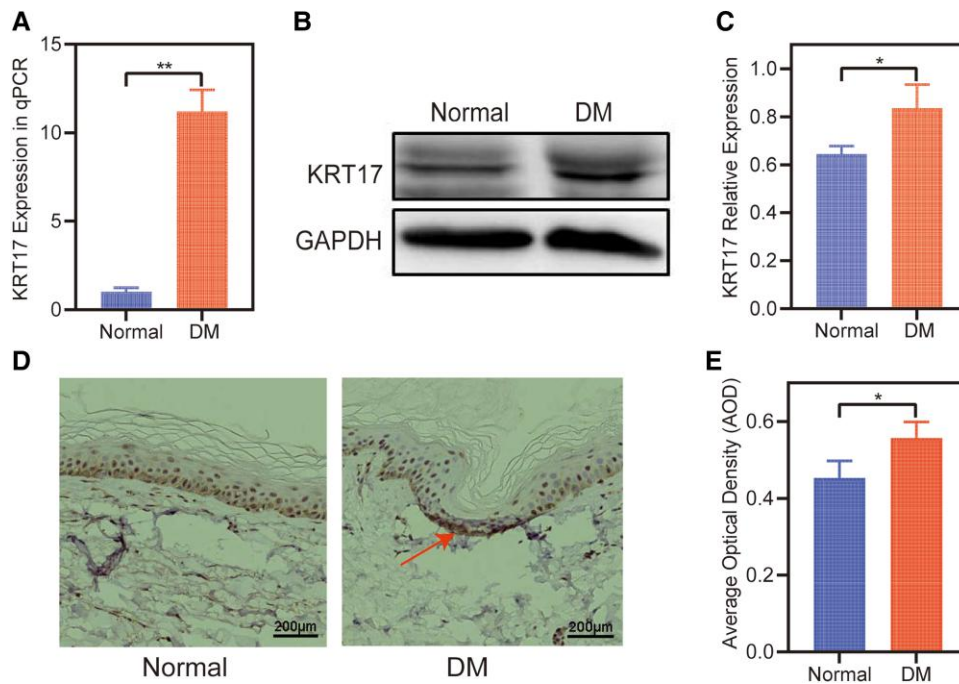 A
KRT17 Expression in qPCR
15
10
5
0
**
Normal
DM
B
Normal
DM
KRT17
GAPDH
C
KRT17 Relative Expression
1.0
0.8
0.6
0.4
0.2
0.0
*
Normal
DM
D
200μm
200μm
Normal
DM
E
Average Optical Density (AOD)
0.6
0.4
0.2
0.0
*
Normal
DM